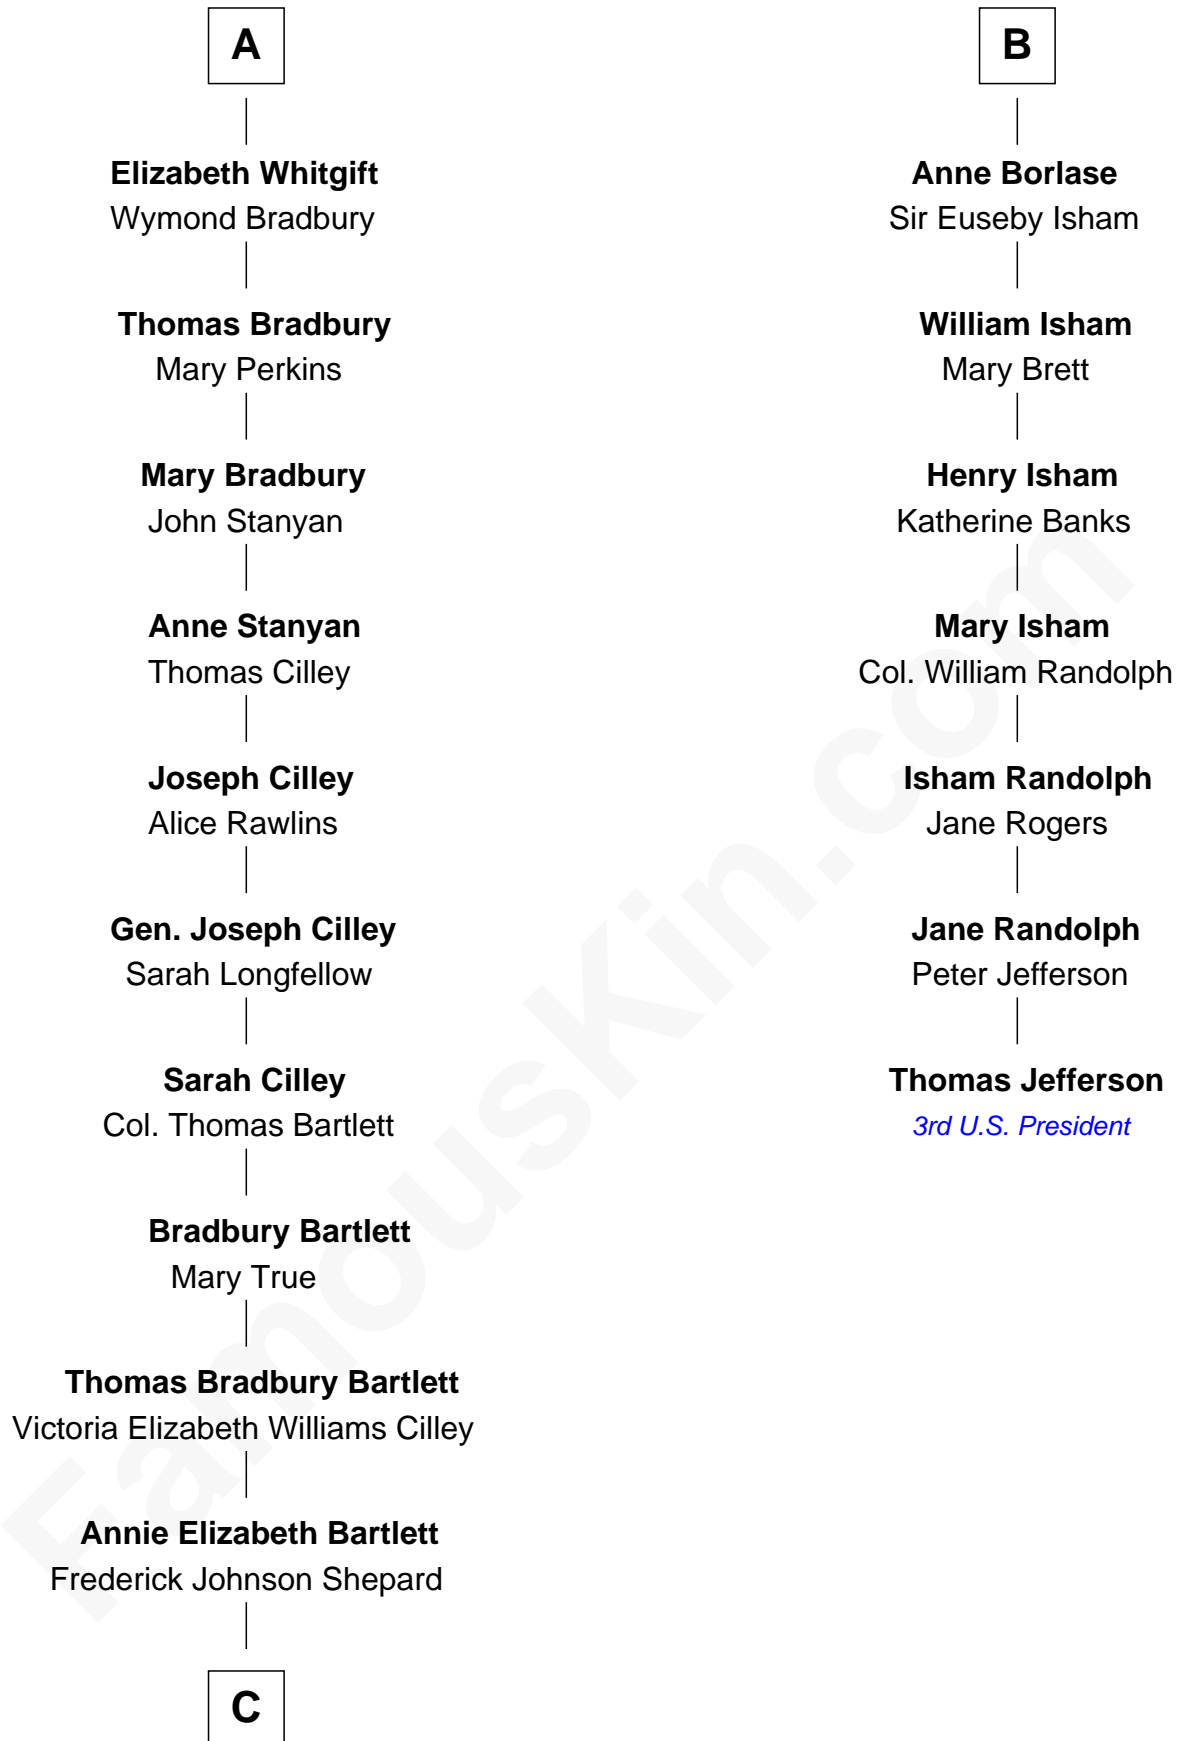 A
Elizabeth Whitgift
Wymond Bradbury
Thomas Bradbury
Mary Perkins
Mary Bradbury
John Stanyan
Anne Stanyan
Thomas Cilley
Joseph Cilley
Alice Rawlins
Gen. Joseph Cilley
Sarah Longfellow
Sarah Cilley
Col. Thomas Bartlett
Bradbury Bartlett
Mary True
Thomas Bradbury Bartlett
Victoria Elizabeth Williams Cilley
Annie Elizabeth Bartlett
Frederick Johnson Shepard
C
B
Anne Borlase
Sir Euseby Isham
William Isham
Mary Brett
Henry Isham
Katherine Banks
Mary Isham
Col. William Randolph
Isham Randolph
Jane Rogers
Jane Randolph
Peter Jefferson
Thomas Jefferson
3rd U.S. President
FamousKin.com